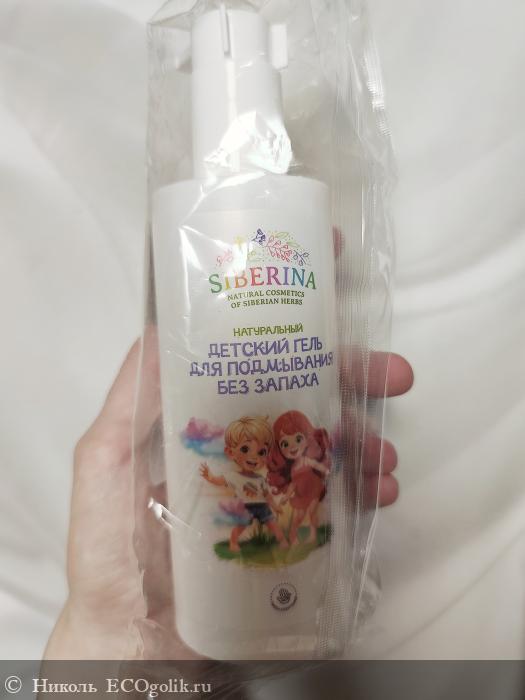 SIBERINA
NATURAL COSMETICS
OF SIBERIAN HERBS
НАТУРАЛЬНЫЙ
ДЕТСКИЙ ГЕЛЬ
ДЛЯ ПОДМЫВАНИЯ
БЕЗ ЗАПАХА
© Николь ECOgolik.ru